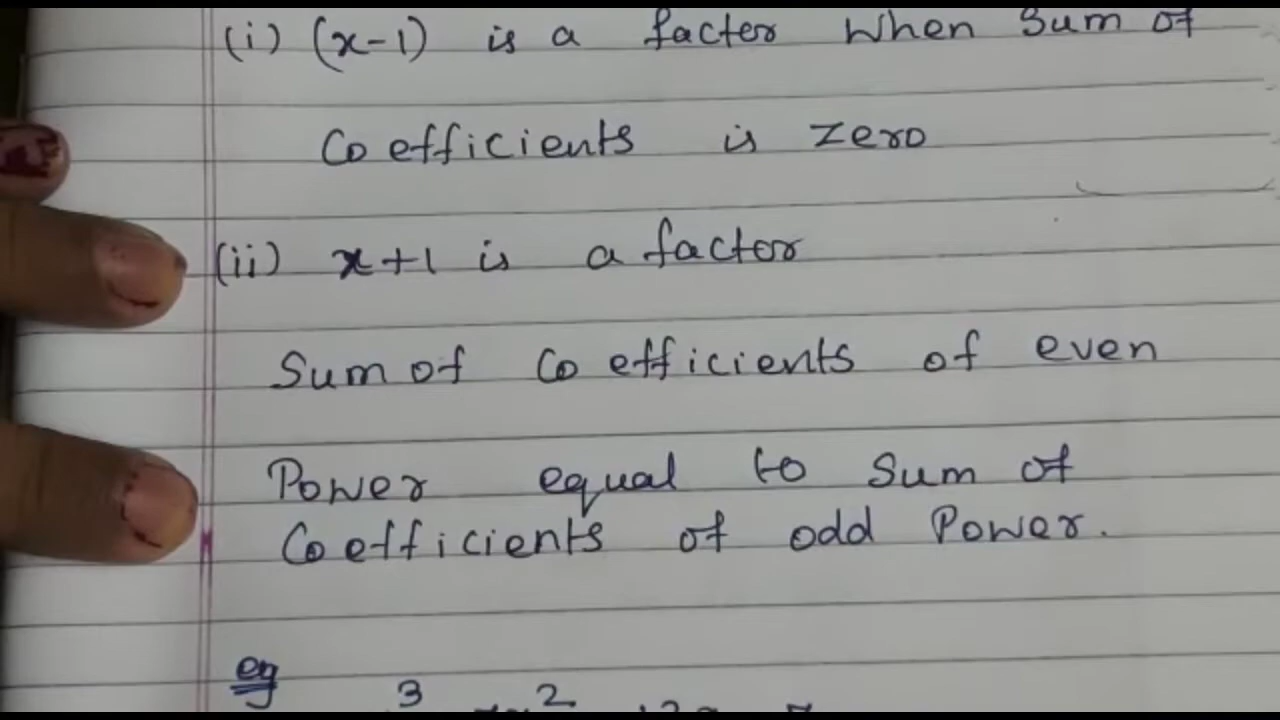 (i) (x-1) is a factor when Sum of
Coefficients is zero
(ii) x+1 is a factor
Sum of Coefficients of even
Power equal to Sum of
Coefficients of odd Power.
eg